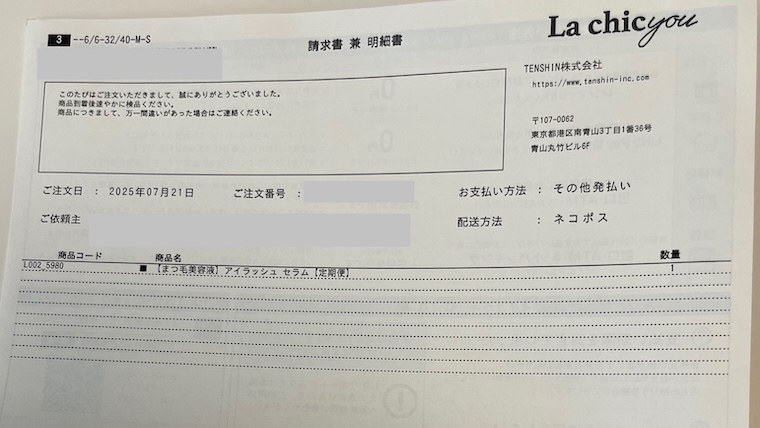 3 --6/6-32/40-M-S
請求書 兼 明細書
La chicyou
TENSHIN株式会社
https://www.tenshin-inc.com
このたびはご注文いただきまして、誠にありがとうございました。
商品到着後速やかに検品ください。
商品につきまして、万一間違いがあった場合はご連絡ください。
〒107-0062
東京都港区南青山3丁目1番36号
青山丸竹ビル6F
ご注文日 : 2025年07月21日 ご注文番号 : お支払い方法 : その他発払い
ご依頼主 配送方法 : ネコポス
商品コード 商品名 数量
L002_5980 ■ 【まつ毛美容液】アイラッシュ セラム【定期便】 1